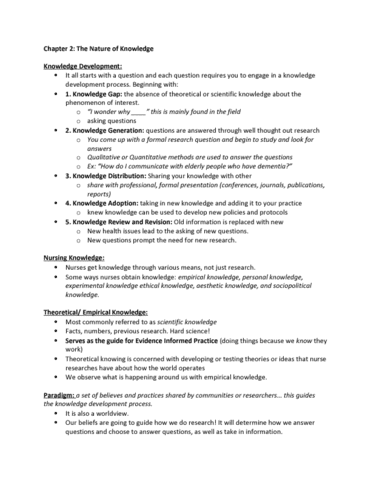 Chapter 2: The Nature of Knowledge
Knowledge Development:
• It all starts with a question and each question requires you to engage in a knowledge
development process. Beginning with:
• 1. Knowledge Gap: the absence of theoretical or scientific knowledge about the
phenomenon of interest.
o "I wonder why ____" this is mainly found in the field
o asking questions
• 2. Knowledge Generation: questions are answered through well thought out research
o You come up with a formal research question and begin to study and look for
answers
o Qualitative or Quantitative methods are used to answer the questions
o Ex: "How do I communicate with elderly people who have dementia?"
• 3. Knowledge Distribution: Sharing your knowledge with other
o share with professional, formal presentation (conferences, journals, publications,
reports)
• 4. Knowledge Adoption: taking in new knowledge and adding it to your practice
o knew knowledge can be used to develop new policies and protocols
• 5. Knowledge Review and Revision: Old information is replaced with new
o New health issues lead to the asking of new questions.
o New questions prompt the need for new research.
Nursing Knowledge:
• Nurses get knowledge through various means, not just research.
• Some ways nurses obtain knowledge: empirical knowledge, personal knowledge,
experimental knowledge ethical knowledge, aesthetic knowledge, and sociopolitical
knowledge.
Theoretical/ Empirical Knowledge:
• Most commonly referred to as scientific knowledge
• Facts, numbers, previous research. Hard science!
• Serves as the guide for Evidence Informed Practice (doing things because we know they
work)
• Theoretical knowing is concerned with developing or testing theories or ideas that nurse
researches have about how the world operates
• We observe what is happening around us with empirical knowledge.
Paradigm: a set of believes and practices shared by communities or researchers... this guides
the knowledge development process.
• It is also a worldview.
• Our beliefs are going to guide how we do research! It will determine how we answer
questions and choose to answer questions, as well as take in information.